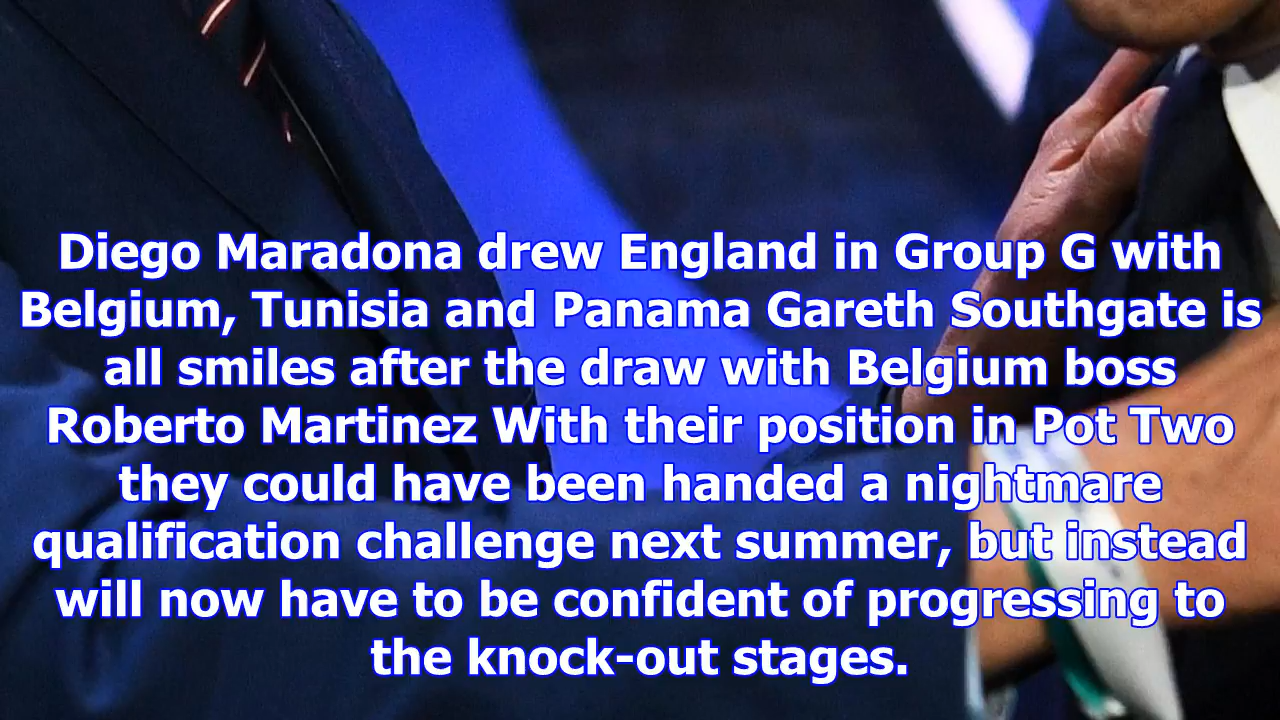 Diego Maradona drew England in Group G with
Belgium, Tunisia and Panama Gareth Southgate is
all smiles after the draw with Belgium boss
Roberto Martinez With their position in Pot Two
they could have been handed a nightmare
qualification challenge next summer, but instead
will now have to be confident of progressing to
the knock-out stages.